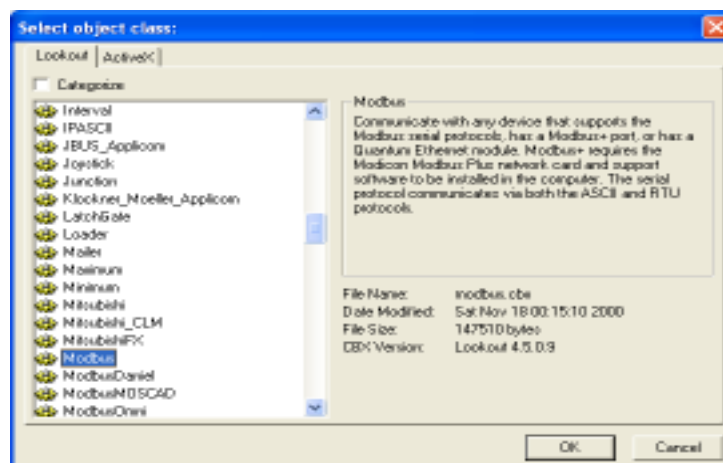 Select object class:
Lookout
ActiveX
Categorize
Interval
IPASCII
JBUS_Applicom
Joystick
Junction
Klockner_Moeller_Applicom
LatchGate
Loader
Mailer
Maximum
Minimum
Mitsubishi
Mitsubishi_CLM
MitsubishiFX
Modbus
ModbusDaniel
ModbusMOSCAD
ModbusOmni
Modbus
Communicate with any device that supports the
Modbus serial protocols, has a Modbus+ port, or has a
Quantum Ethernet module. Modbus+ requires the
Modicon Modbus Plus network card and support
software to be installed in the computer. The serial
protocol communicates via both the ASCII and RTU
protocols.
File Name: modbus.cbx
Date Modified: Sat Nov 18 00:15:10 2000
File Size: 147510 bytes
CBX Version: Lookout 4.5.0.9
OK
Cancel